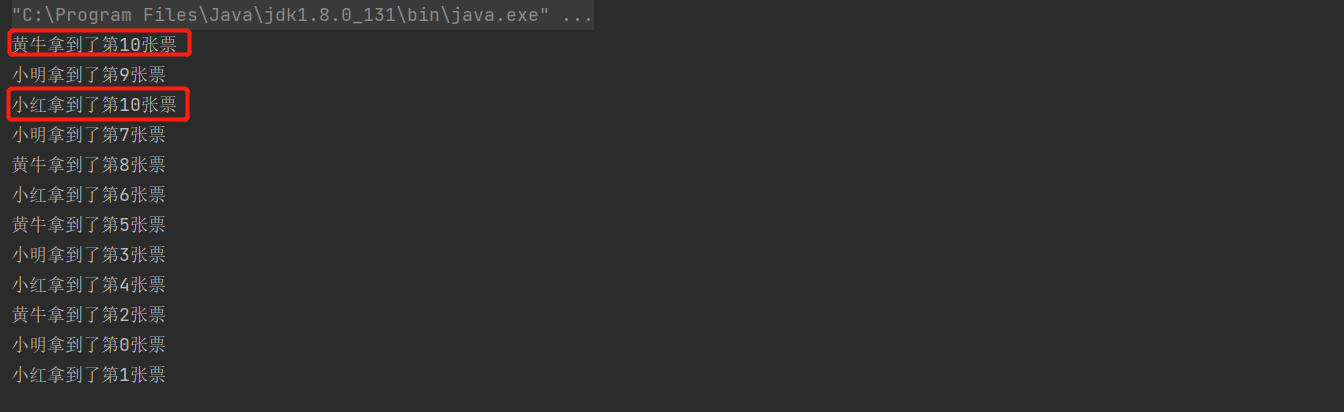 "C:\Program Files\Java\jdk1.8.0_131\bin\java.exe" ...
黄牛拿到了第10张票
小明拿到了第9张票
小红拿到了第10张票
小明拿到了第7张票
黄牛拿到了第8张票
小红拿到了第6张票
黄牛拿到了第5张票
小明拿到了第3张票
小红拿到了第4张票
黄牛拿到了第2张票
小明拿到了第0张票
小红拿到了第1张票